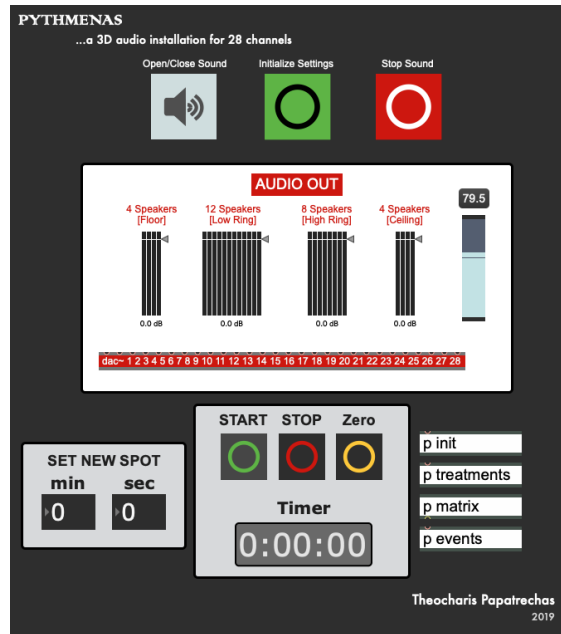 PYTHMENAS
...a 3D audio installation for 28 channels
Open/Close Sound Initialize Settings Stop Sound
AUDIO OUT
79.5
4 Speakers 12 Speakers 8 Speakers 4 Speakers
[Floor] [Low Ring] [High Ring] [Ceiling]
0.0 dB 0.0 dB 0.0 dB 0.0 dB
dac~ 1 2 3 4 5 6 7 8 9 10 11 12 13 14 15 16 17 18 19 20 21 22 23 24 25 26 27 28
START STOP Zero
Timer
0:00:00
SET NEW SPOT
min sec
0 0
p init
p treatments
p matrix
p events
Theocharis Papatrechas
2019